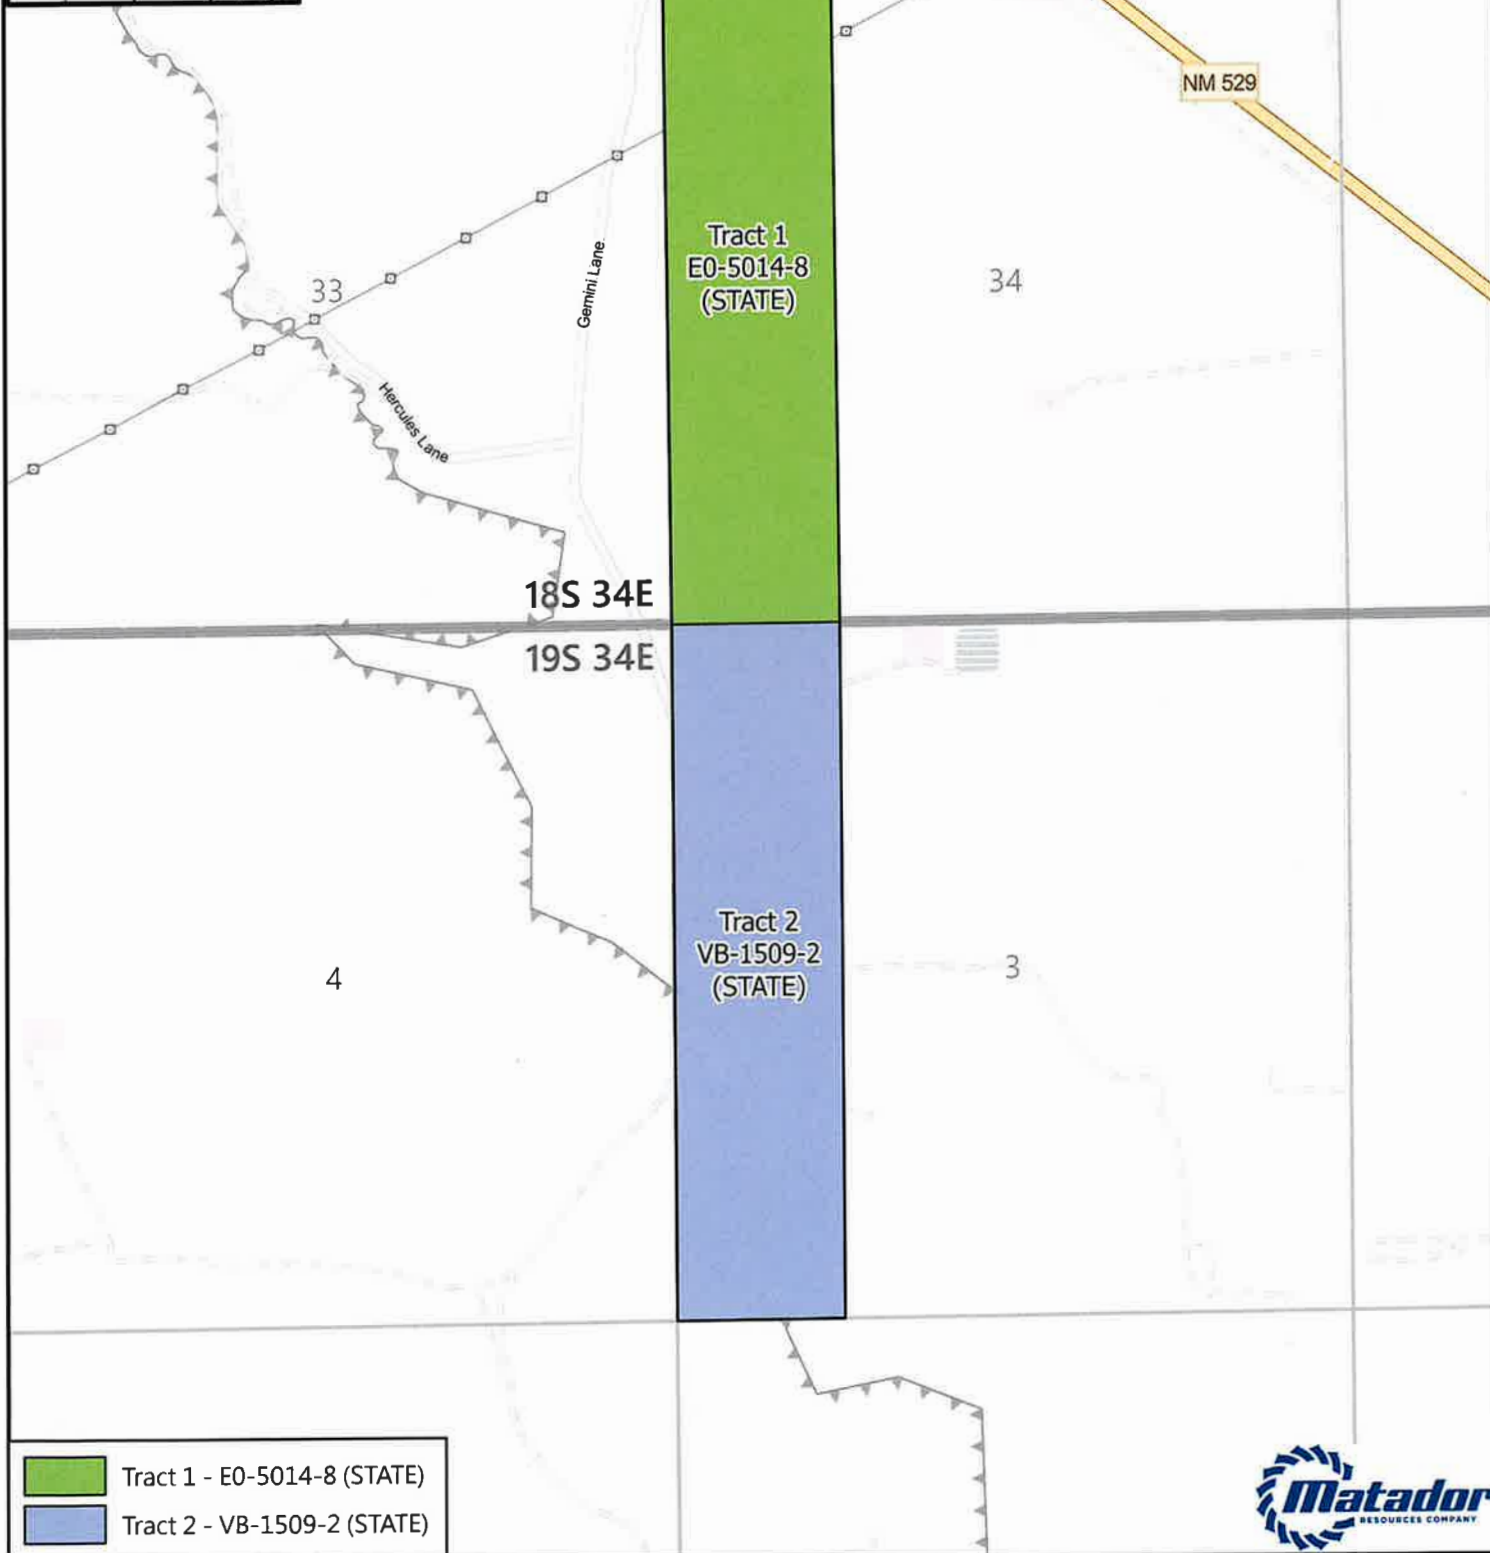 NM 529
Tract 1
E0-5014-8
(STATE)
34
33
Gemini Lane
Hercules Lane
18S 34E
19S 34E
Tract 2
VB-1509-2
(STATE)
4
3
Tract 1 - E0-5014-8 (STATE)
Tract 2 - VB-1509-2 (STATE)
Matador
RESOURCES COMPANY